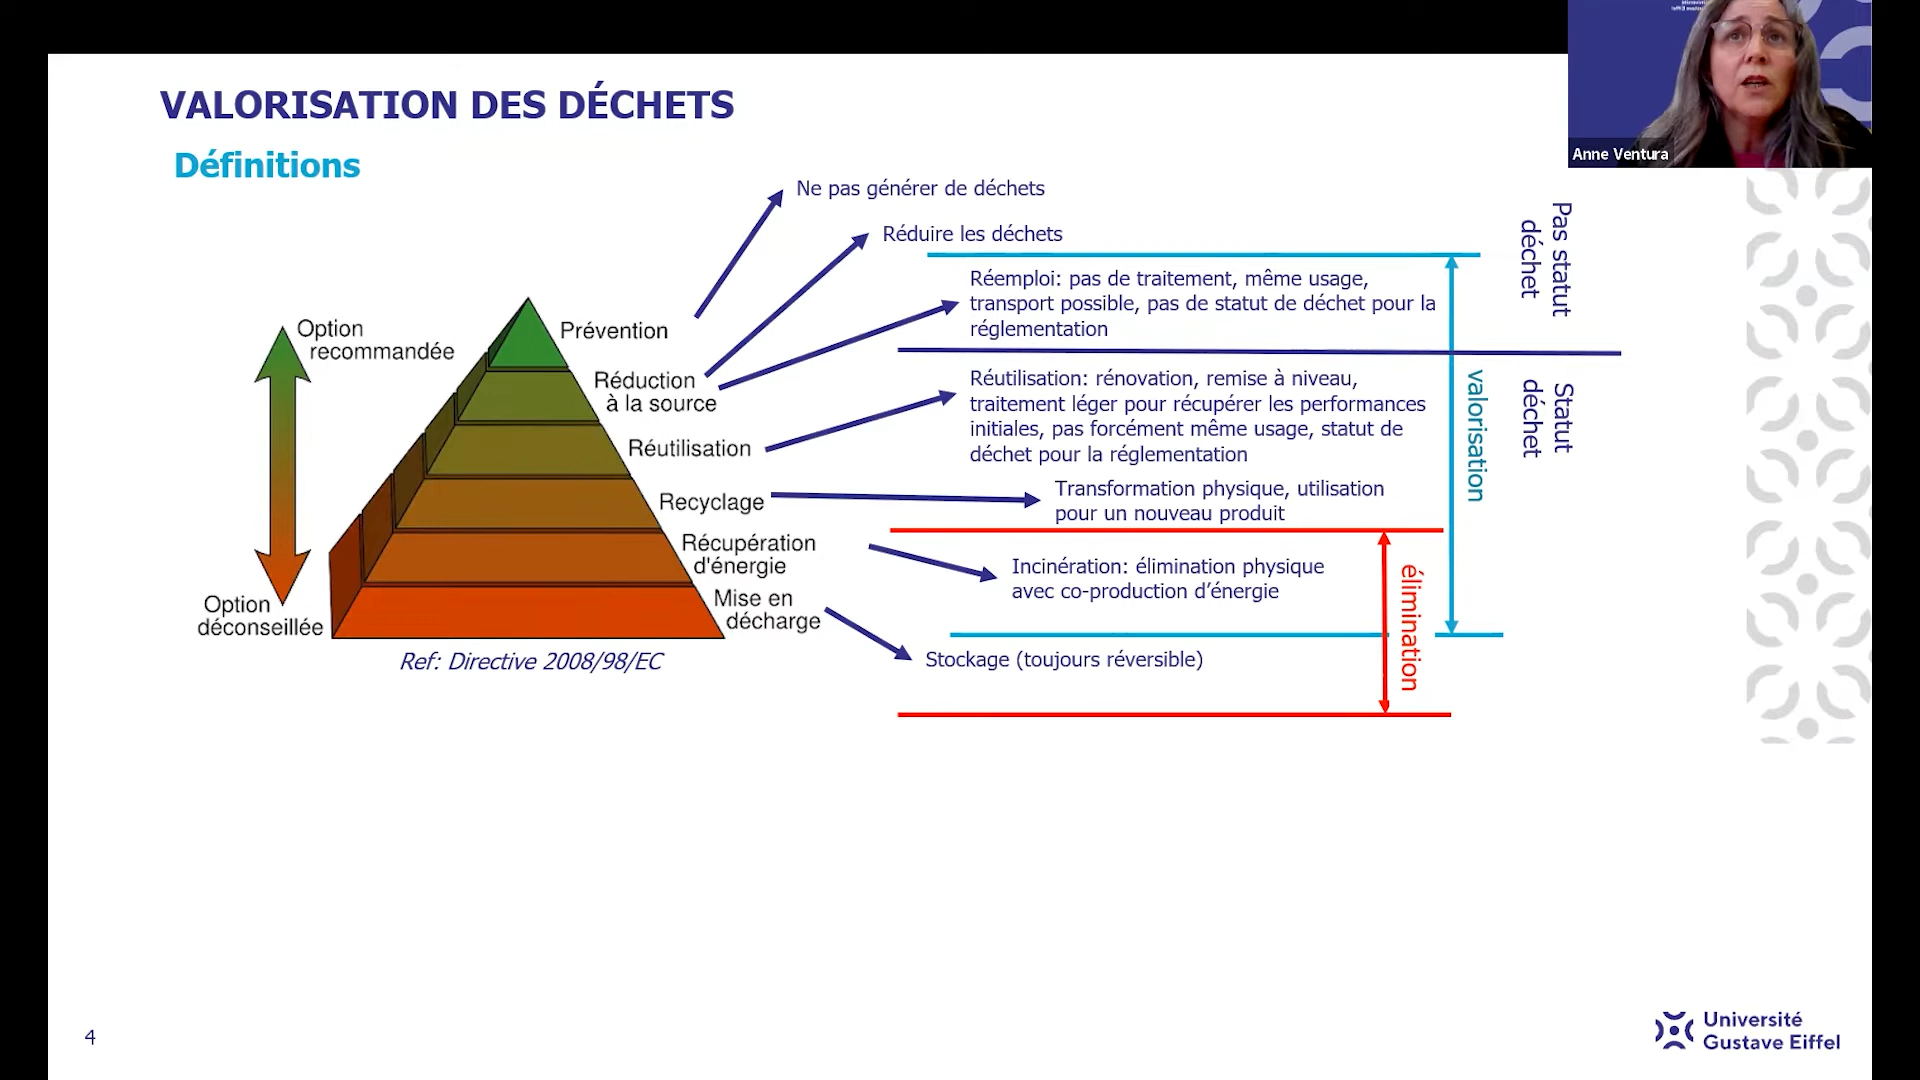 VALORISATION DES DÉCHETS
Définitions
Ne pas générer de déchets
Réduire les déchets
Réemploi: pas de traitement, même usage,
transport possible, pas de statut de déchet pour la
réglementation
Réutilisation: rénovation, remise à niveau,
traitement léger pour récupérer les performances
initiales, pas forcément même usage, statut de
déchet pour la réglementation
Transformation physique, utilisation
pour un nouveau produit
Incinération: élimination physique
avec co-production d'énergie
Stockage (toujours réversible)
Option
recommandée
Option
déconseillée
Prévention
Réduction
à la source
Réutilisation
Recyclage
Récupération
d'énergie
Mise en
décharge
Ref: Directive 2008/98/EC
valorisation
élimination
Pas statut
déchet
Statut
déchet
Anne Ventura
4
Université
Gustave Eiffel